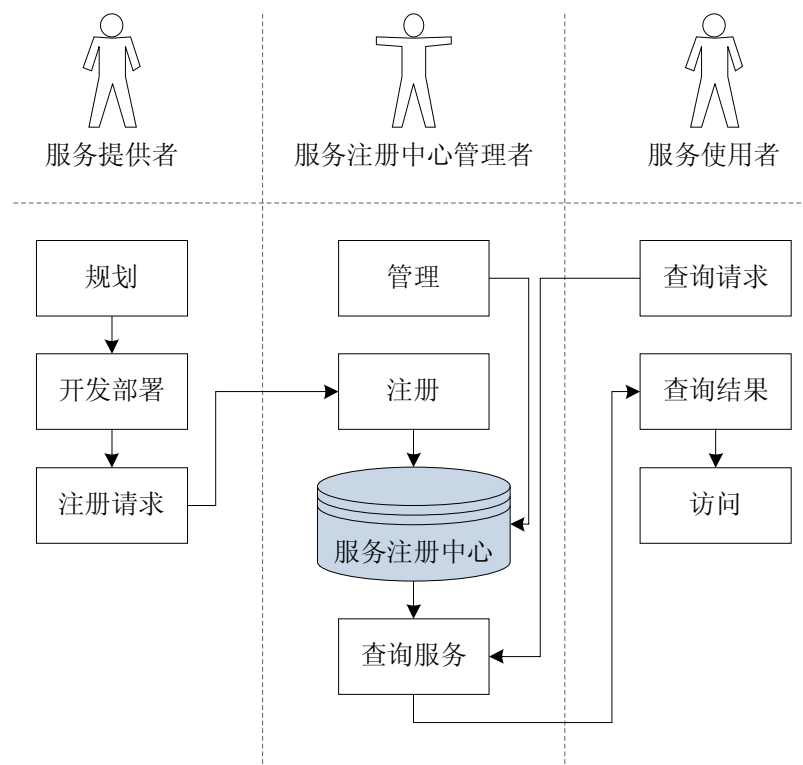 服务提供者
服务注册中心管理者
服务使用者
规划
管理
查询请求
开发部署
注册
查询结果
注册请求
访问
服务注册中心
查询服务